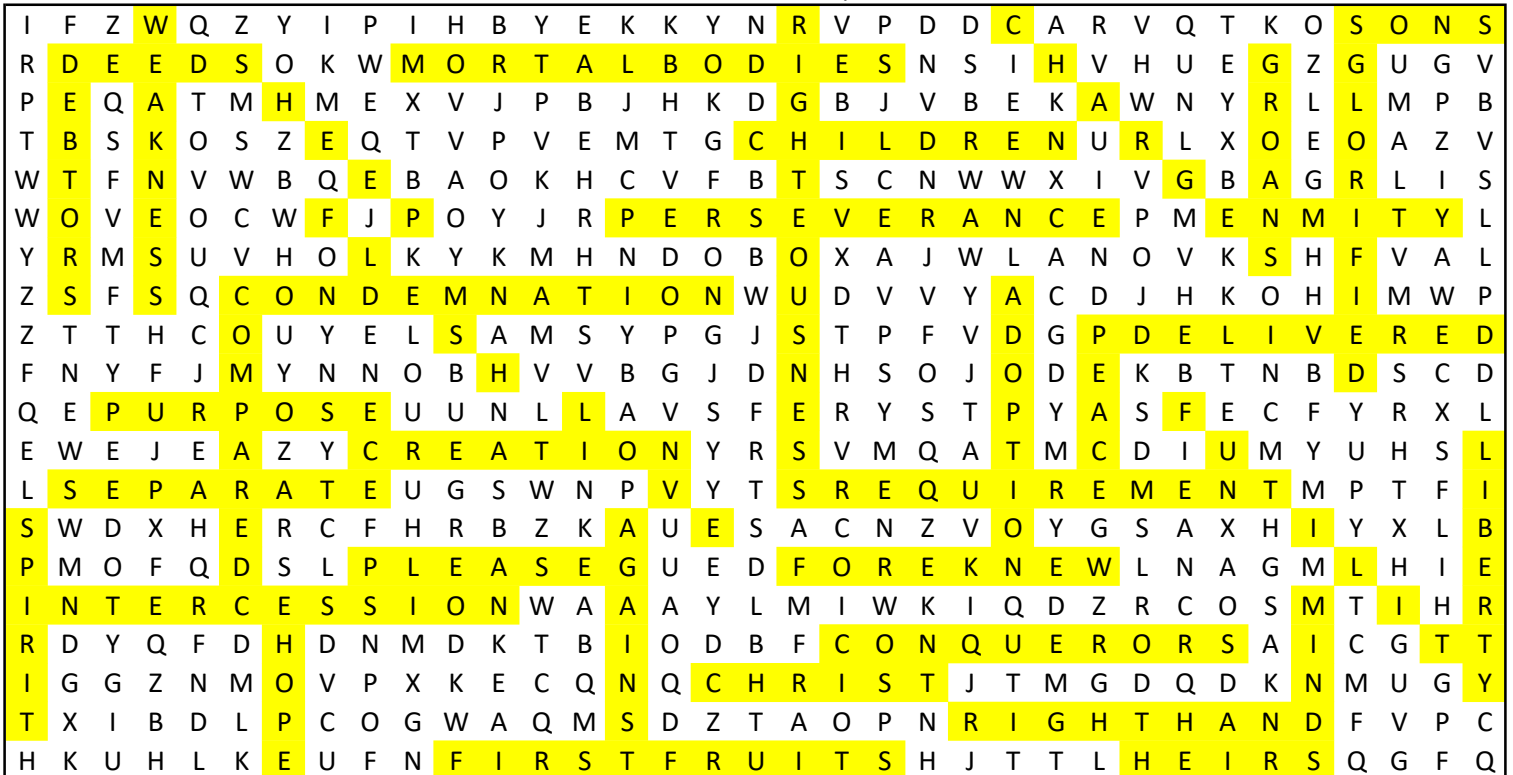 I F Z W Q Z Y I P I H B Y E K K Y N R V P D D C A R V Q T K O S O N S
R D E E D S O K W M O R T A L B O D I E S N S I H V H U E G Z G U G V
P E Q A T M H M E X V J P B J H K D G B J V B E K A W N Y R L L M P B
T B S K O S Z E Q T V P V E M T G C H I L D R E N U R L X O E O A Z V
W T F N V W B Q E B A O K H C V F B T S C N W W X I V G B A G R L I S
W O V E O C W F J P O Y J R P E R S E V E R A N C E P M E N M I T Y L
Y R M S U V H O L K Y K M H N D O B O X A J W L A N O V K S H F V A L
Z S F S Q C O N D E M N A T I O N W U D V V Y A C D J H K O H I M W P
Z T T H C O U Y E L S A M S Y P G J S T P F V D G P D E L I V E R E D
F N Y F J M Y N N O B H V V B G J D N H S O J O D E K B T N B D S C D
Q E P U R P O S E U U N L L A V S F E R Y S T P Y A S F E C F Y R X L
E W E J E A Z Y C R E A T I O N Y R S V M Q A T M C D I U M Y U H S L
L S E P A R A T E U G S W N P V Y T S R E Q U I R E M E N T M P T F I
S W D X H E R C F H R B Z K A U E S A C N Z V O Y G S A X H I Y X L B
P M O F Q D S L P L E A S E G U E D F O R E K N E W L N A G M L H I E
I N T E R C E S S I O N W A A A Y L M I W K I Q D Z R C O S M T I H R
R D Y Q F D H D N M D K T B I O D B F C O N Q U E R O R S A I C G T T
I G G Z N M O V P X K E C Q N Q C H R I S T J T M G D Q D K N M U G Y
T X I B D L P C O G W A Q M S D Z T A O P N R I G H T H A N D F V P C
H K U H L K E U F N F I R S T F R U I T S H J T T L H E I R S Q G F Q